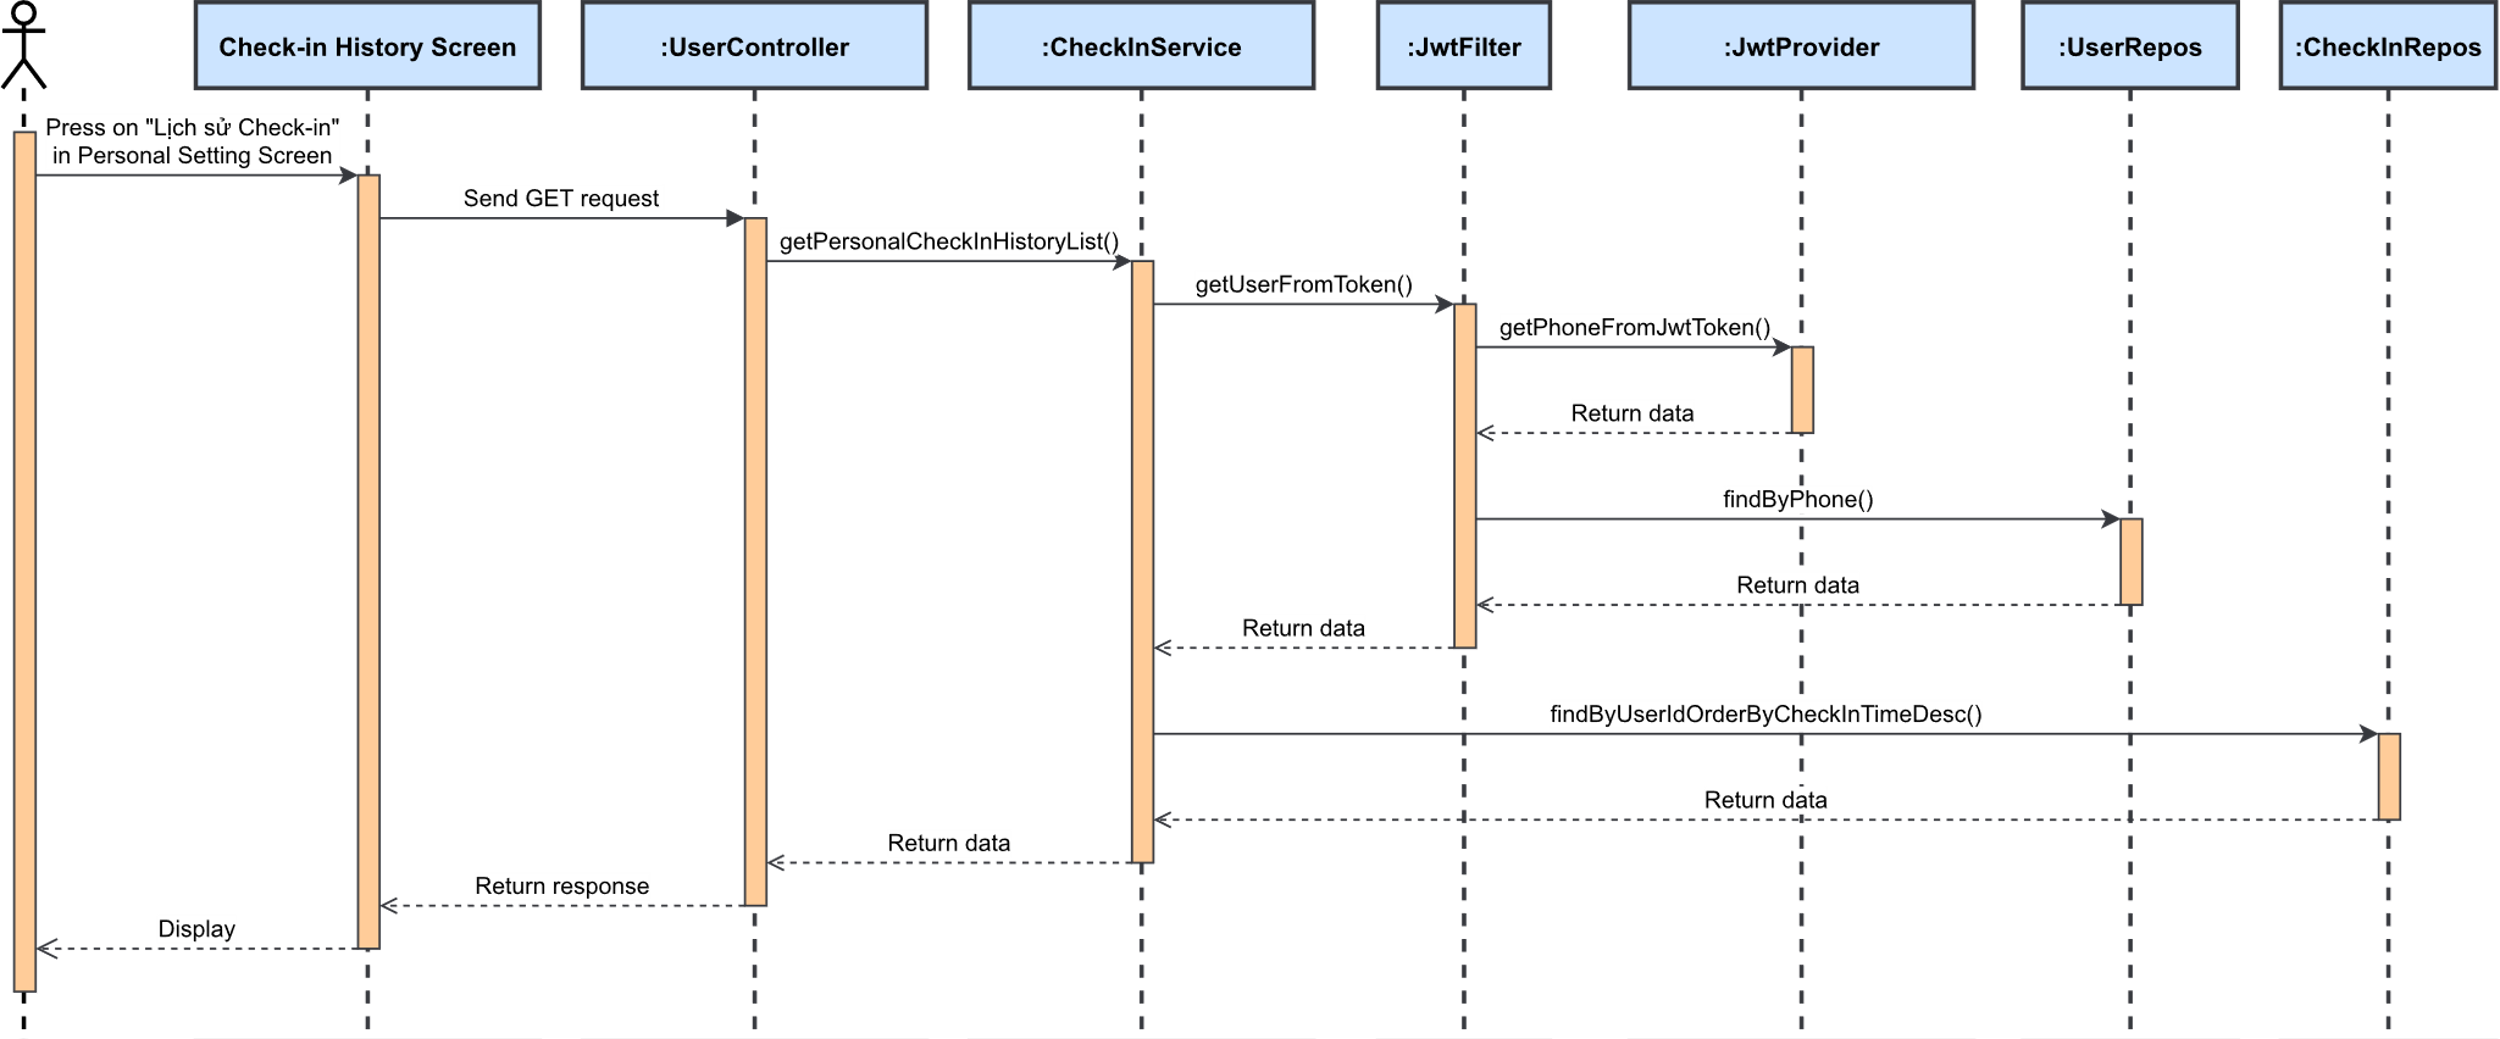 Check-in History Screen
:UserController
:CheckInService
:JwtFilter
:JwtProvider
:UserRepos
:CheckInRepos
Press on "Lịch sử Check-in"
in Personal Setting Screen
Send GET request
getPersonalCheckInHistoryList()
getUserFromToken()
getPhoneFromJwtToken()
Return data
findByPhone()
Return data
Return data
findByUserIdOrderByCheckInTimeDesc()
Return data
Return data
Return response
Display